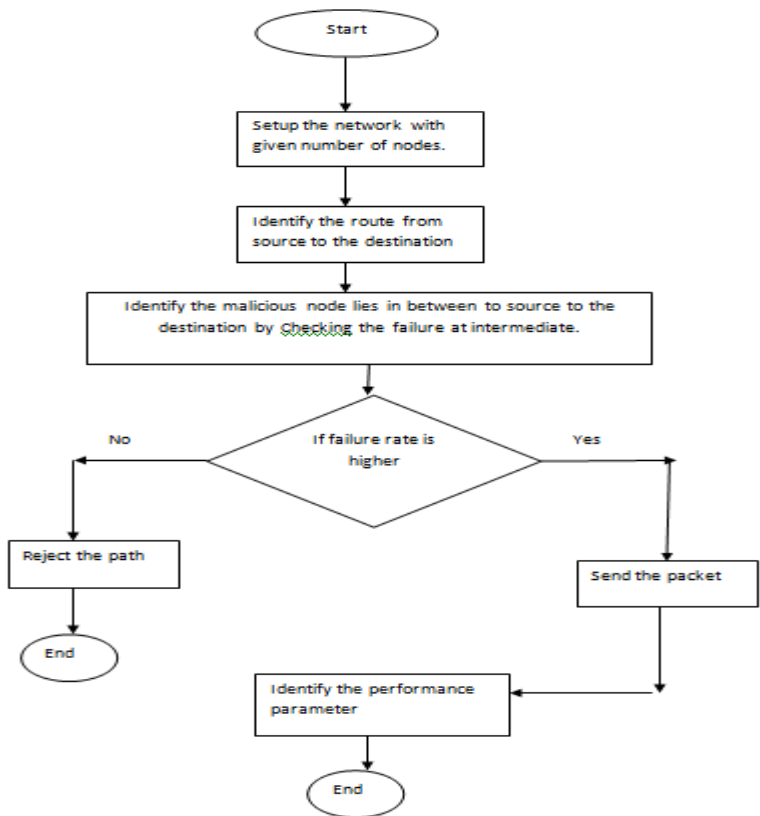 Start
Setup the network with
given number of nodes.
Identify the route from
source to the destination
Identify the malicious node lies in between to source to the
destination by Checking the failure at intermediate.
No
If failure rate is
higher
Yes
Reject the path
Send the packet
End
Identify the performance
parameter
End